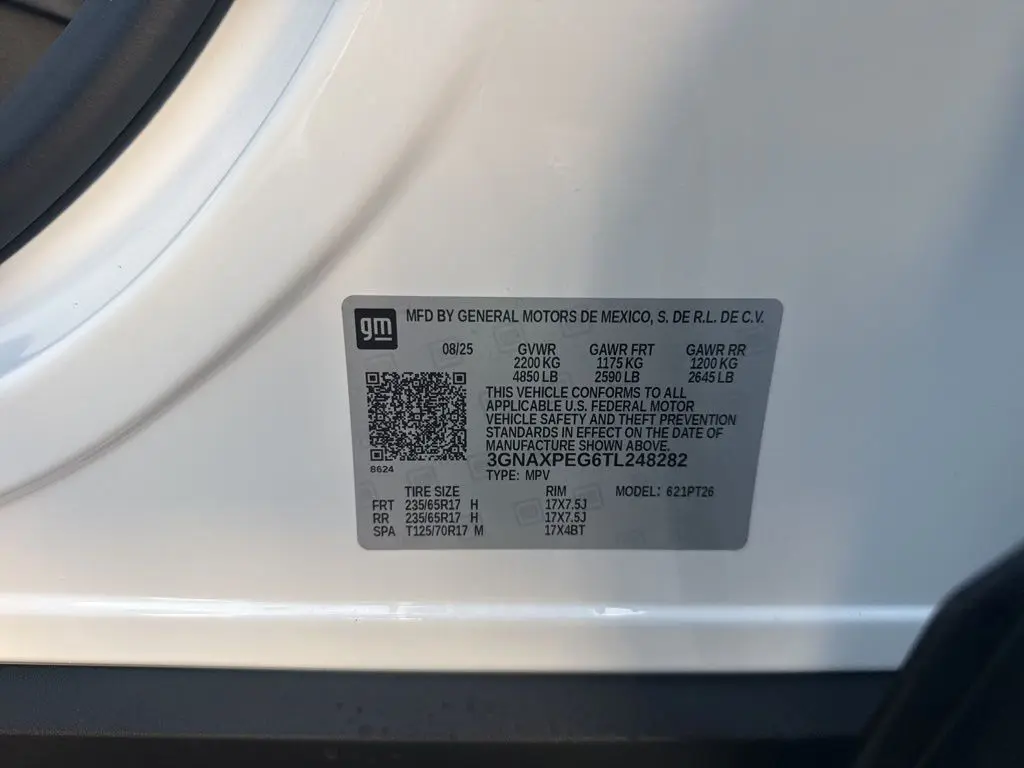 gm MFD BY GENERAL MOTORS DE MEXICO, S. DE R.L. DE C.V.
08/25 GVWR GAWR FRT GAWR RR
2200 KG 1175 KG 1200 KG
4850 LB 2590 LB 2645 LB
THIS VEHICLE CONFORMS TO ALL
APPLICABLE U.S. FEDERAL MOTOR
VEHICLE SAFETY AND THEFT PREVENTION
STANDARDS IN EFFECT ON THE DATE OF
MANUFACTURE SHOWN ABOVE.
8624
3GNAXPEG6TL248282
TYPE: MPV
TIRE SIZE RIM MODEL: 621PT26
FRT 235/65R17 H 17X7.5J
RR 235/65R17 H 17X7.5J
SPA T125/70R17 M 17X4BT